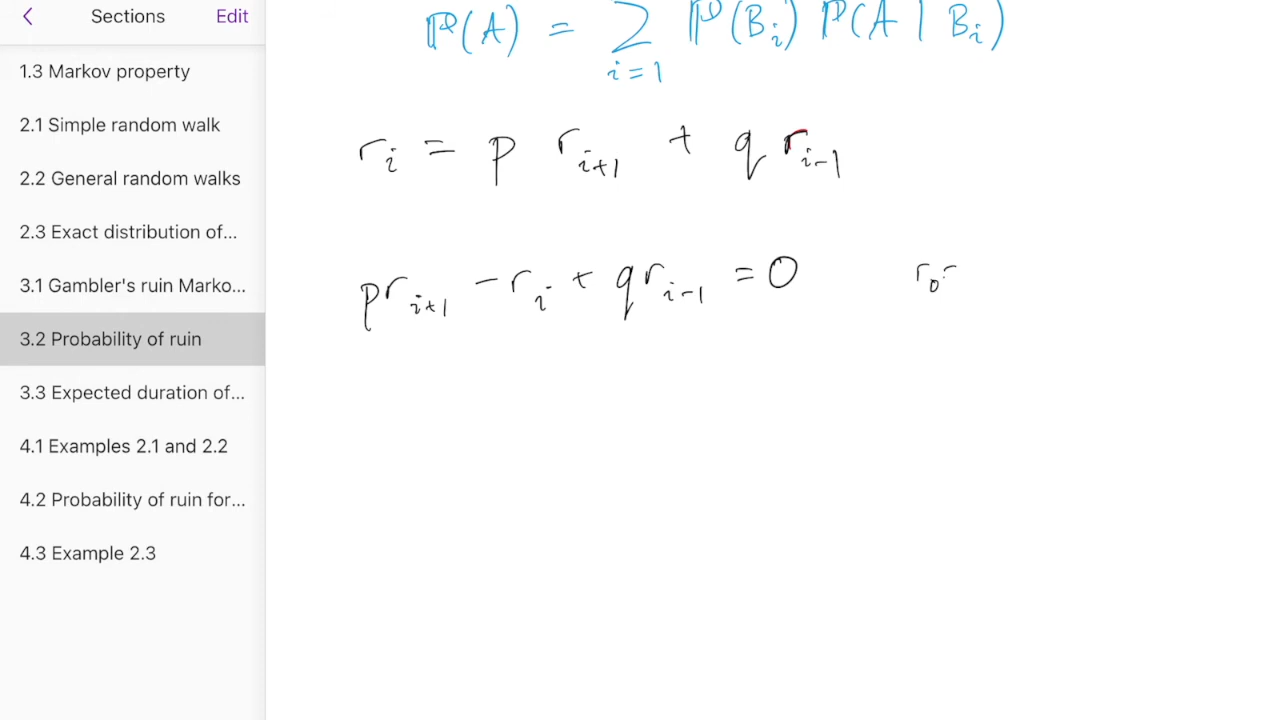 Sections
Edit
1.3 Markov property
2.1 Simple random walk
2.2 General random walks
2.3 Exact distribution of...
3.1 Gambler's ruin Marko...
3.2 Probability of ruin
3.3 Expected duration of...
4.1 Examples 2.1 and 2.2
4.2 Probability of ruin for...
4.3 Example 2.3
ℙ(A) = ∑_{i=1} ℙ(B_i) ℙ(A | B_i)
r_i = p r_{i+1} + q r_{i-1}
p r_{i+1} - r_i + q r_{i-1} = 0
r_0 =